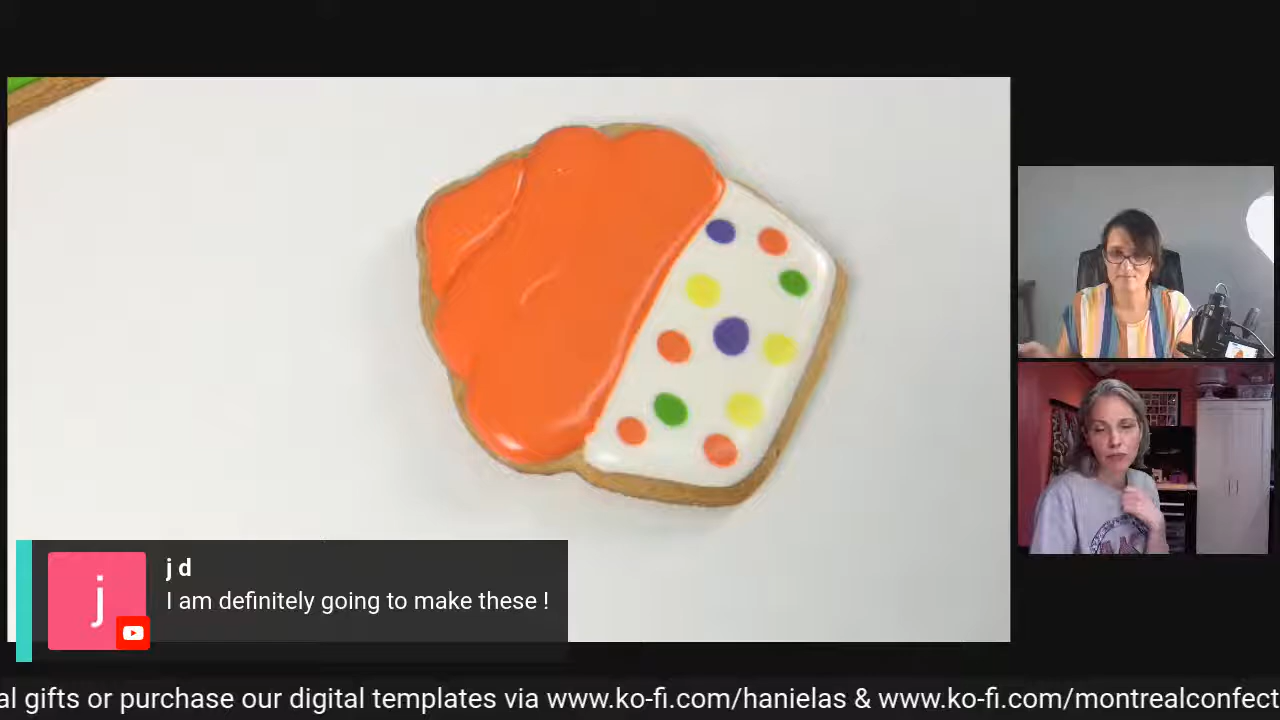 j
j d
I am definitely going to make these !
al gifts or purchase our digital templates via www.ko-fi.com/hanielas & www.ko-fi.com/montrealconfect